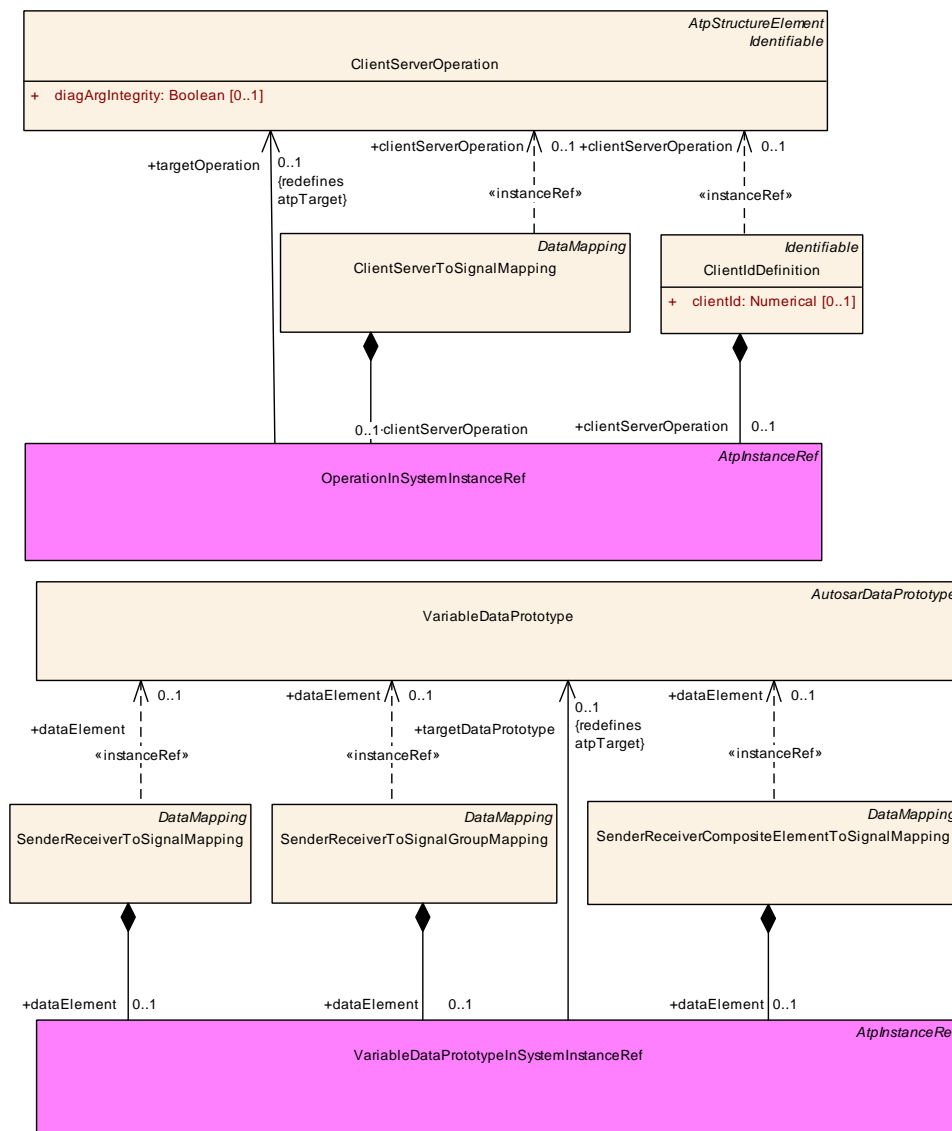 AtpStructureElement
Identifiable
ClientServerOperation
+ diagArgIntegrity: Boolean [0..1]
+targetOperation
0..1
{redefines
atpTarget}
+clientServerOperation
0..1
+clientServerOperation
0..1
«instanceRef»
«instanceRef»
DataMapping
ClientServerToSignalMapping
Identifiable
ClientIdDefinition
+ clientId: Numerical [0..1]
0..1
clientServerOperation
+clientServerOperation
0..1
AtpInstanceRef
OperationInSystemInstanceRef
AutosarDataPrototype
VariableDataPrototype
0..1
+dataElement
«instanceRef»
+dataElement
0..1
«instanceRef»
+targetDataPrototype
0..1
{redefines
atpTarget}
+dataElement
0..1
«instanceRef»
DataMapping
SenderReceiverToSignalMapping
DataMapping
SenderReceiverToSignalGroupMapping
DataMapping
SenderReceiverCompositeElementToSignalMapping
+dataElement
0..1
+dataElement
0..1
+dataElement
0..1
AtpInstanceRe
VariableDataPrototypeInSystemInstanceRef